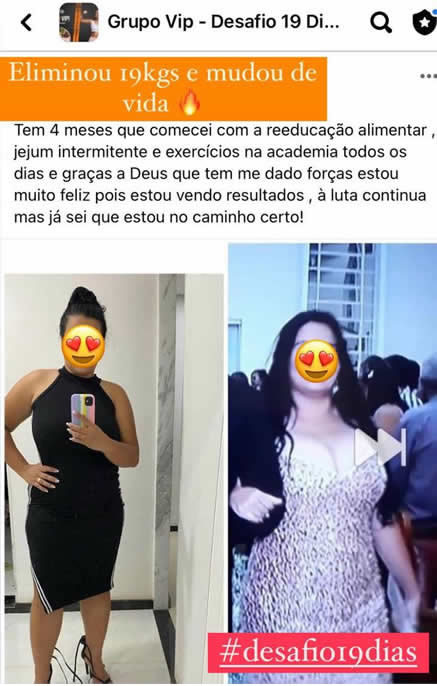 Grupo Vip - Desafio 19 Di...
Eliminou 19kgs e mudou de
vida 🔥
Tem 4 meses que comecei com a reeducação alimentar ,
jejum intermitente e exercícios na academia todos os
dias e graças a Deus que tem me dado forças estou
muito feliz pois estou vendo resultados , à luta continua
mas já sei que estou no caminho certo!
#desafio19dias